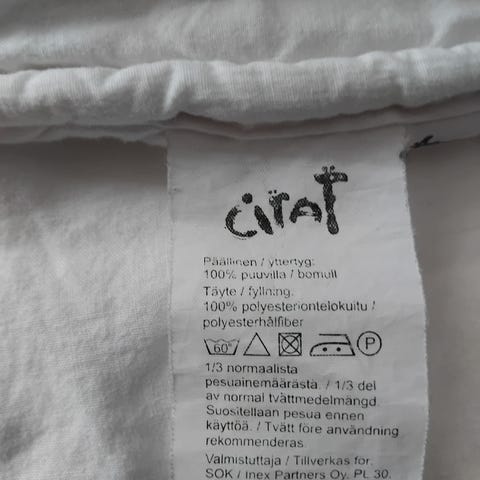 CiTAT
Päällinen / yttertyg:
100% puuvilla / bomull
Täyte / fyllning:
100% polyesteriontelokuitu /
polyesterhålfiber
60° P
1/3 normaalista
pesuainemäärästä. / 1/3 del
av normal tvättmedelmängd.
Suositellaan pesua ennen
käyttöä. / Tvätt före användning
rekommenderas.
Valmistuttaja / Tillverkas för:
SOK / Inex Partners Oy. PL 30.